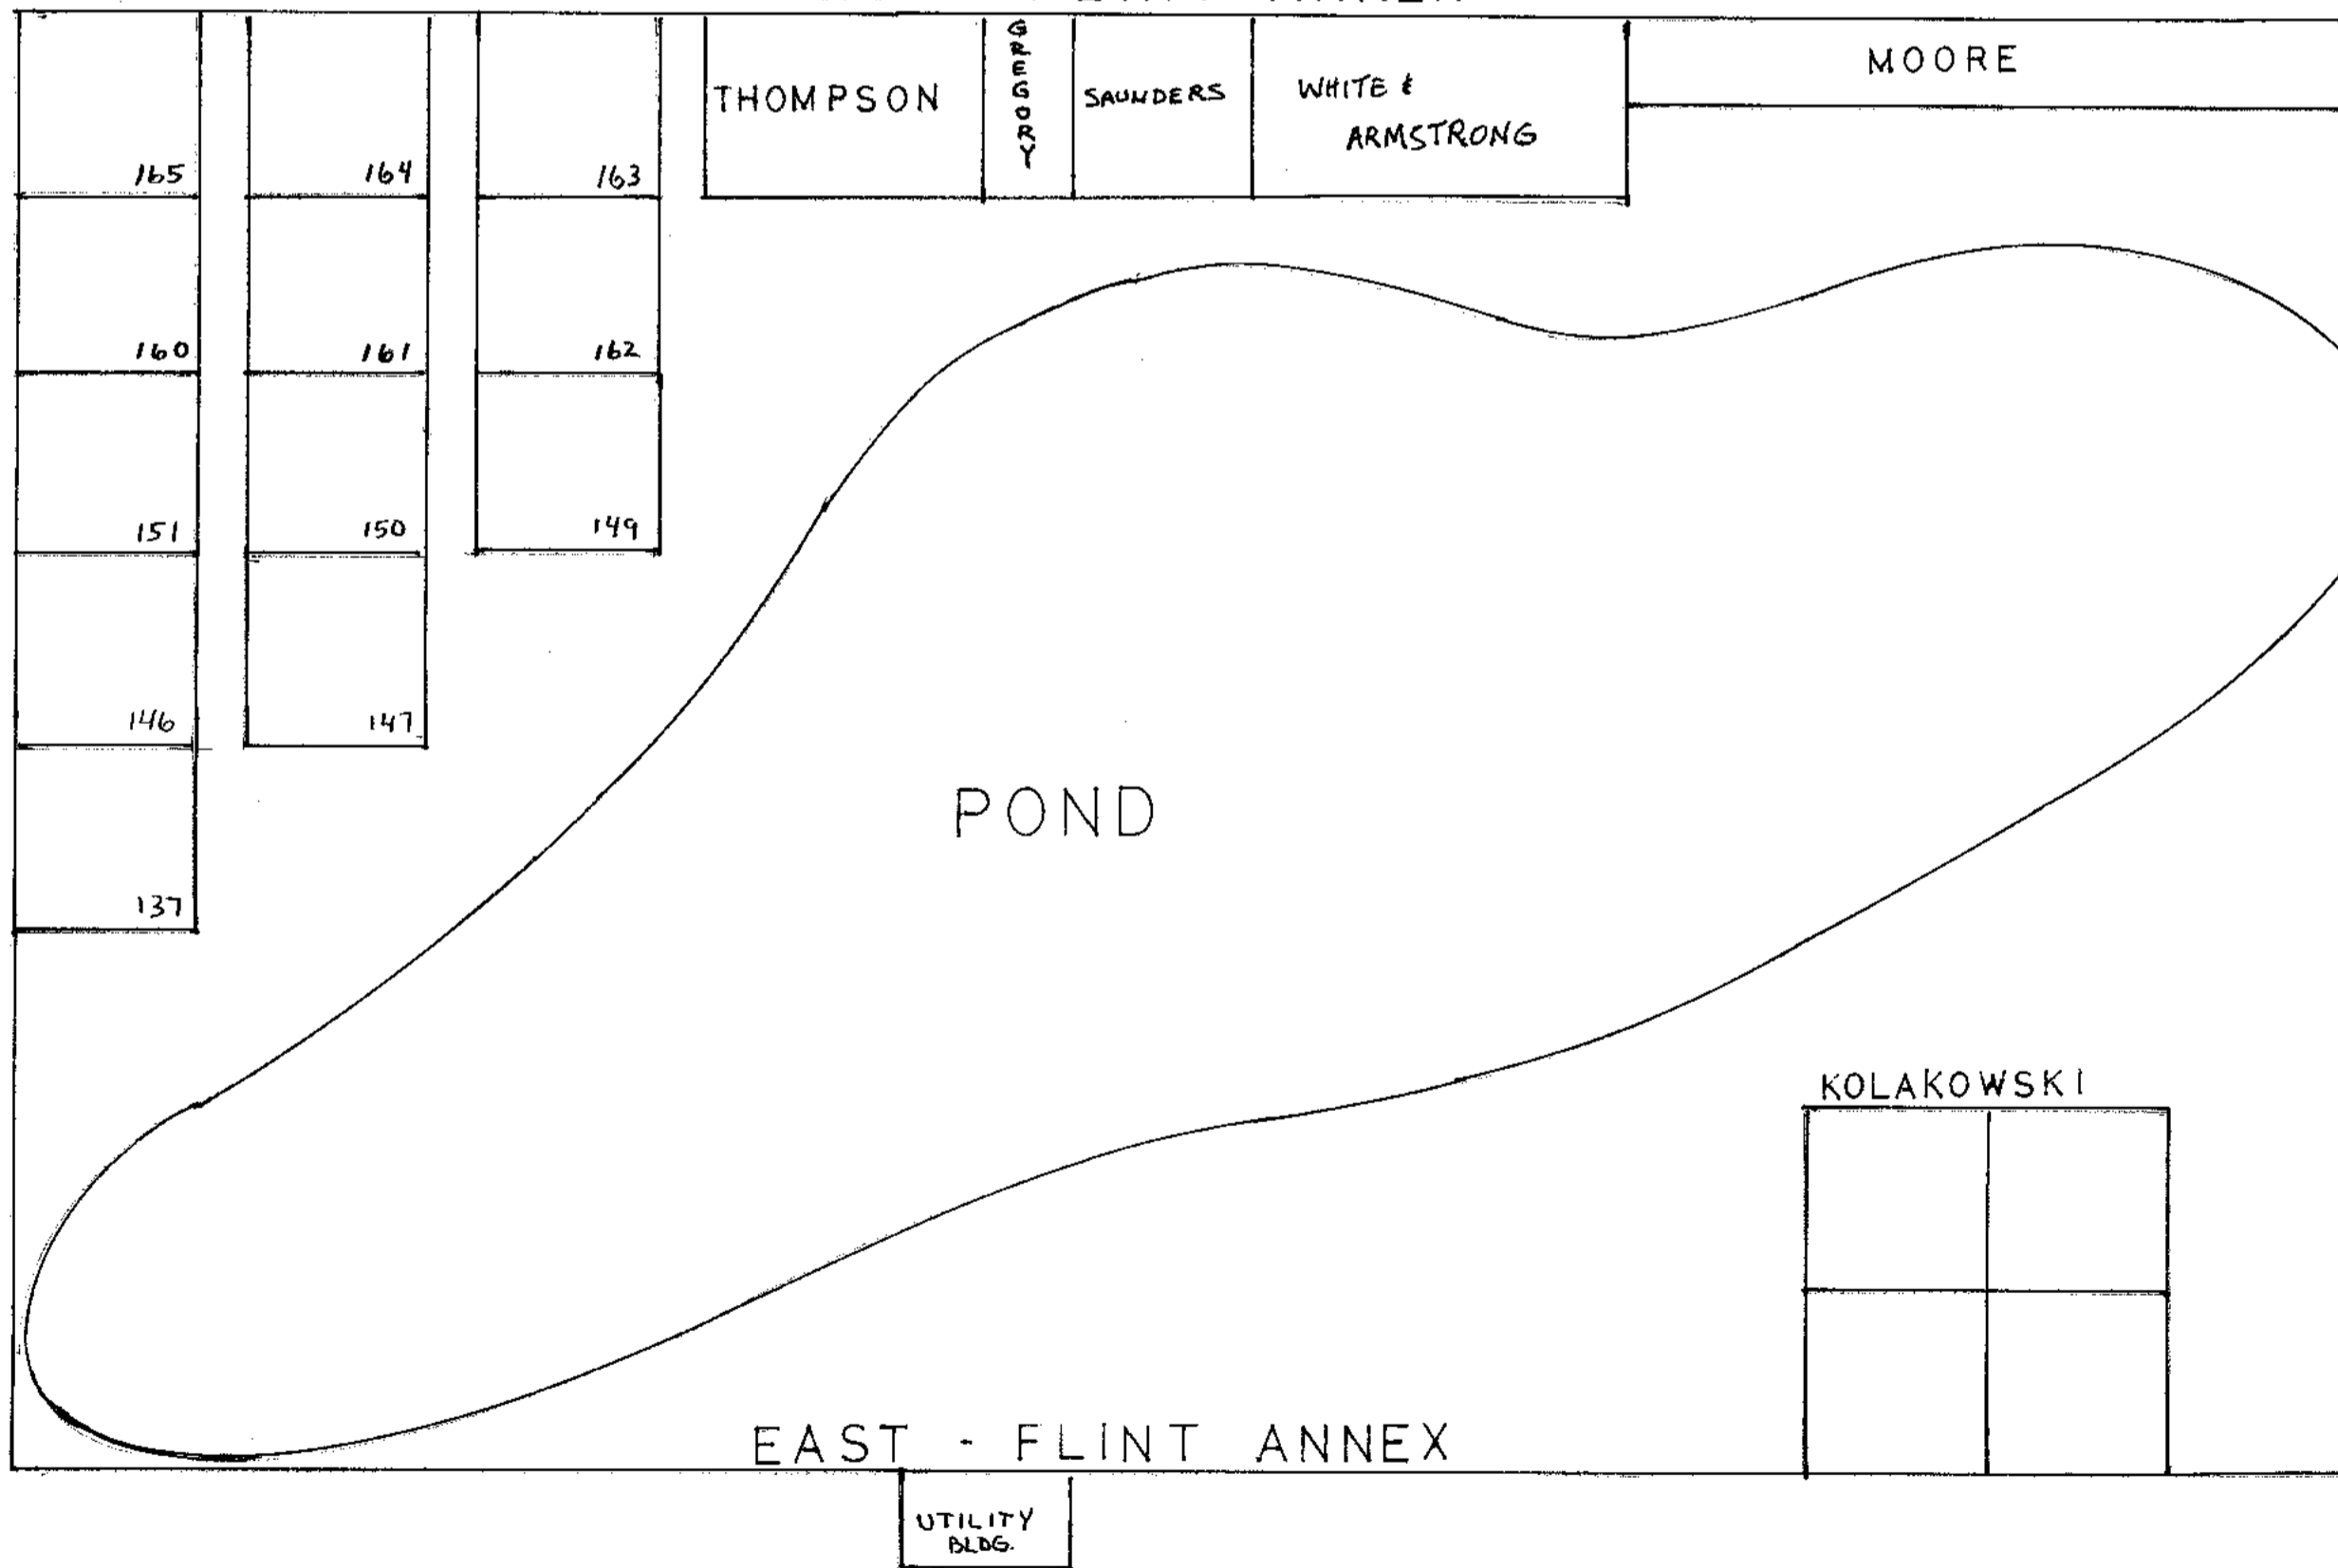 MOORE
THOMPSON
GREGORY
SAUNDERS
WHITE &
ARMSTRONG
165
164
163
160
161
162
151
150
149
146
147
137
POND
KOLAKOWSKI
EAST - FLINT ANNEX
UTILITY
BLDG.